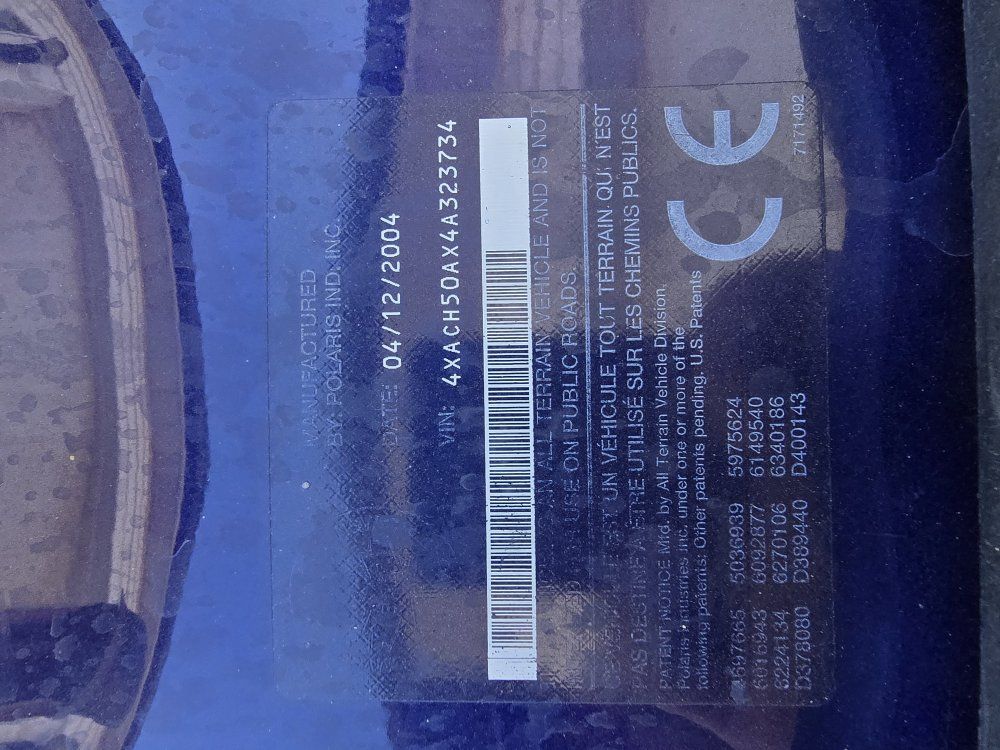 MANUFACTURED
BY POLARIS IND. INC.
DATE: 04/12/2004
VIN: 4XACH50AX4A323734
AN ALL TERRAIN VEHICLE AND IS NOT
USE ON PUBLIC ROADS.
UN VÉHICULE TOUT TERRAIN QUI N'EST
PAS DESTINÉ A ÊTRE UTILISÉ SUR LES CHEMINS PUBLICS.
PATENT NOTICE Mfd. by All Terrain Vehicle Division,
Polaris Industries Inc. under one or more of the
following patents. Other patents pending. U.S. Patents
5036939 5975624
6092877 6149540
6224134 6270106 6340186
D378080 D389440 D400143
CE
7171492